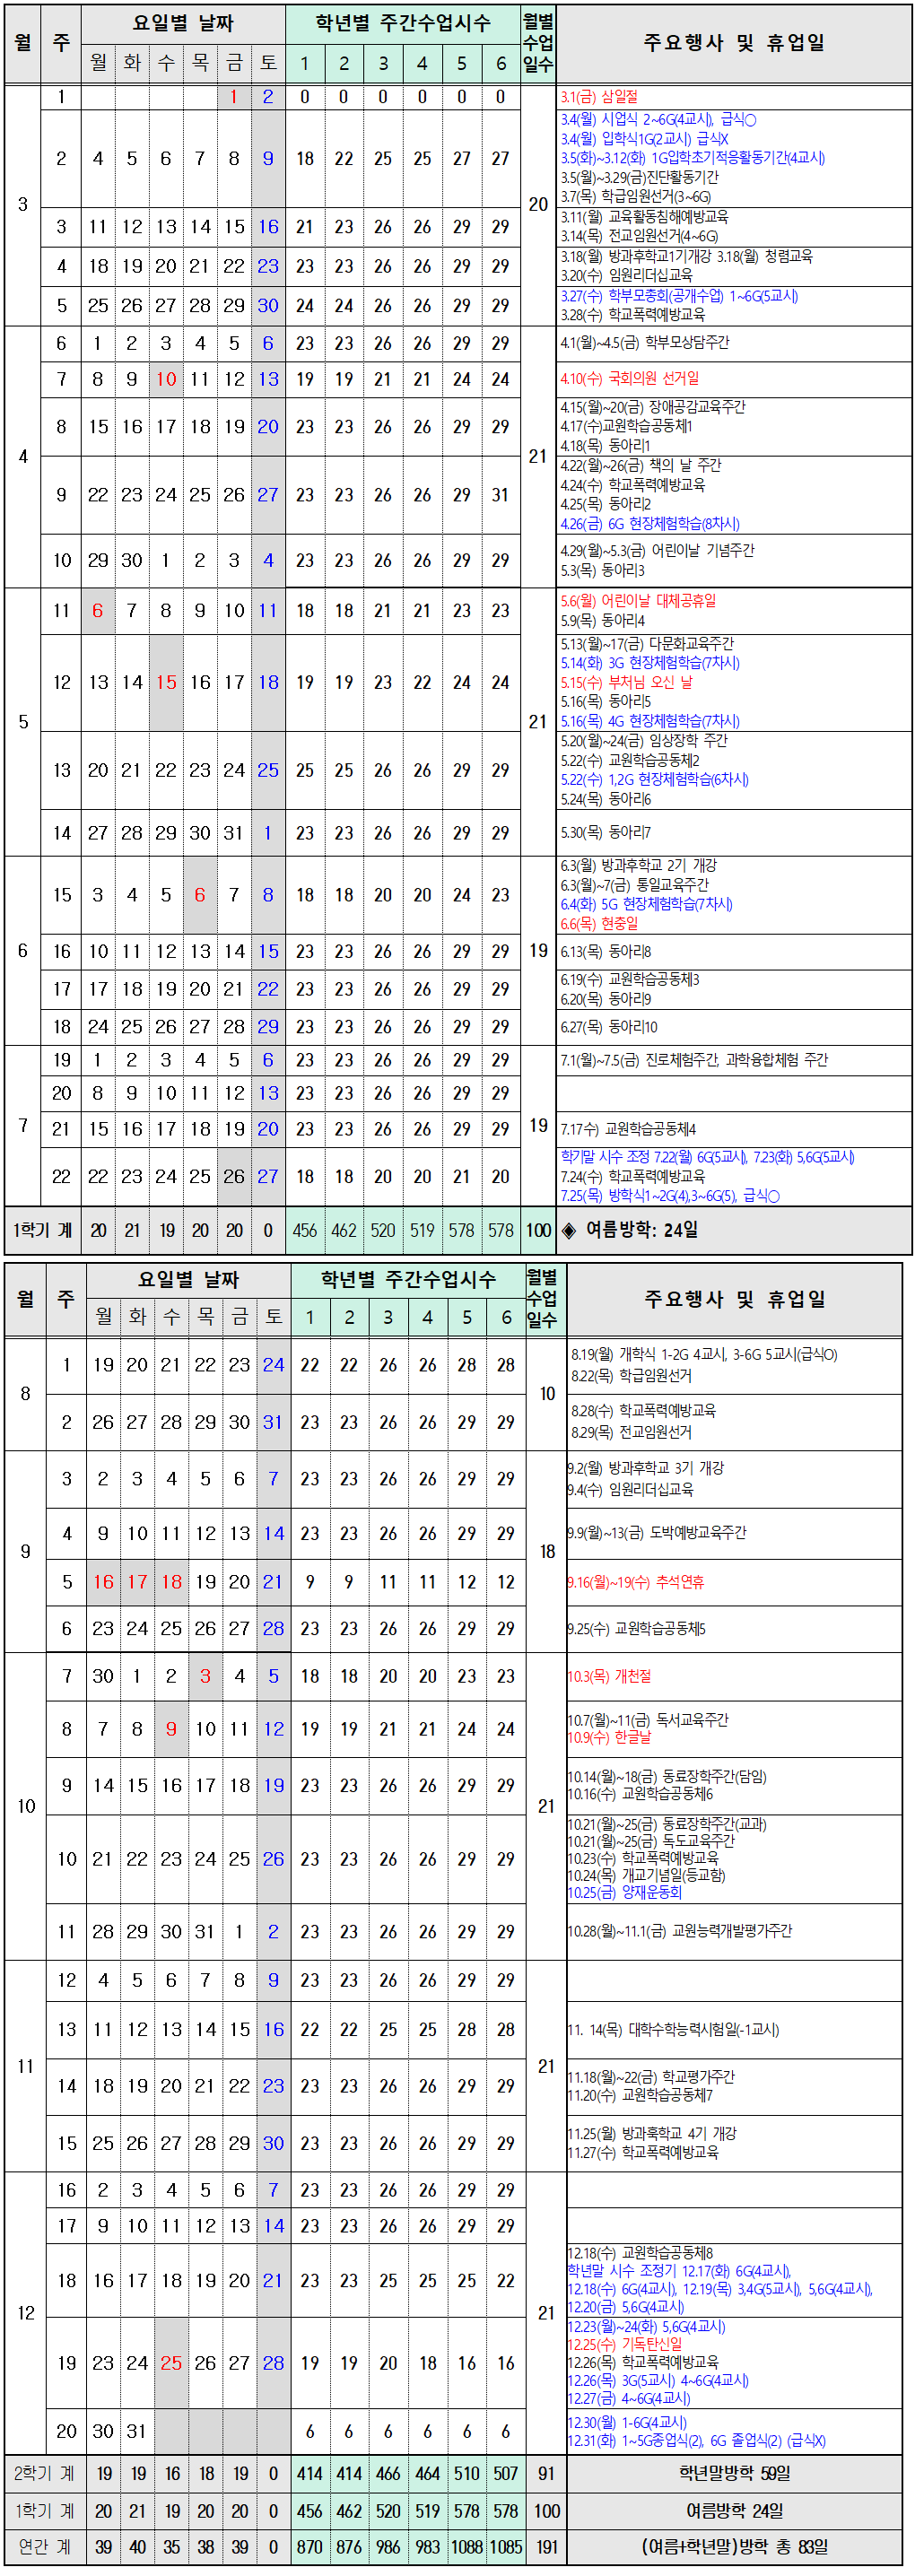 월 주 요일별 날짜 학년별 주간수업시수 월별 수업 일수 주요행사 및 휴업일
월 화 수 목 금 토 1 2 3 4 5 6
3
1 1 2 0 0 0 0 0 0 3.1(금) 삼일절
3.4(월) 시업식 2~6G(4교시), 급식○
3.4(월) 입학식1G(2교시) 급식X
2 4 5 6 7 8 9 18 22 25 25 27 27 3.5(화)~3.12(화) 1G입학초기적응활동기간(4교시)
3.5(월)~3.29(금)진단활동기간
3.7(목) 학급임원선거(3~6G)
20
3 11 12 13 14 15 16 21 23 26 26 29 29 3.11(월) 교육활동침해예방교육
3.14(목) 전교임원선거(4~6G)
4 18 19 20 21 22 23 23 23 26 26 29 29 3.18(월) 방과후학교1기개강 3.18(월) 청렴교육
3.20(수) 임원리더십교육
5 25 26 27 28 29 30 24 24 26 26 29 29 3.27(수) 학부모총회(공개수업) 1~6G(5교시)
3.28(수) 학교폭력예방교육
4
6 1 2 3 4 5 6 23 23 26 26 29 29 4.1(월)~4.5(금) 학부모상담주간
7 8 9 10 11 12 13 19 19 21 21 24 24 4.10(수) 국회의원 선거일
8 15 16 17 18 19 20 23 23 26 26 29 29 4.15(월)~20(금) 장애공감교육주간
4.17(수)교원학습공동체1
4.18(목) 동아리1
21
9 22 23 24 25 26 27 23 23 26 26 29 31 4.22(월)~26(금) 책의 날 주간
4.24(수) 학교폭력예방교육
4.25(목) 동아리2
4.26(금) 6G 현장체험학습(8차시)
10 29 30 1 2 3 4 23 23 26 26 29 29 4.29(월)~5.3(금) 어린이날 기념주간
5.3(목) 동아리3
5
11 6 7 8 9 10 11 18 18 21 21 23 23 5.6(월) 어린이날 대체공휴일
5.9(목) 동아리4
12 13 14 15 16 17 18 19 19 23 22 24 24 5.13(월)~17(금) 다문화교육주간
5.14(화) 3G 현장체험학습(7차시)
5.15(수) 부처님 오신 날
5.16(목) 동아리5
5.16(목) 4G 현장체험학습(7차시)
21
13 20 21 22 23 24 25 25 25 26 26 29 29 5.20(월)~24(금) 임상장학 주간
5.22(수) 교원학습공동체2
5.22(수) 1,2G 현장체험학습(6차시)
5.24(목) 동아리6
14 27 28 29 30 31 1 23 23 26 26 29 29 5.30(목) 동아리7
6
15 3 4 5 6 7 8 18 18 20 20 24 23 6.3(월) 방과후학교 2기 개강
6.3(월)~7(금) 통일교육주간
6.4(화) 5G 현장체험학습(7차시)
6.6(목) 현충일
19
16 10 11 12 13 14 15 23 23 26 26 29 29 6.13(목) 동아리8
17 17 18 19 20 21 22 23 23 26 26 29 29 6.19(수) 교원학습공동체3
6.20(목) 동아리9
18 24 25 26 27 28 29 23 23 26 26 29 29 6.27(목) 동아리10
7
19 1 2 3 4 5 6 23 23 26 26 29 29 7.1(월)~7.5(금) 진로체험주간, 과학융합체험 주간
20 8 9 10 11 12 13 23 23 26 26 29 29
19
21 15 16 17 18 19 20 23 23 26 26 29 29 7.17수) 교원학습공동체4
22 22 23 24 25 26 27 18 18 20 20 21 20 학기말 시수 조정 7.22(월) 6G(5교시), 7.23(화) 5,6G(5교시)
7.24(수) 학교폭력예방교육
7.25(목) 방학식1~2G(4),3~6G(5), 급식○
1학기 계 20 21 19 20 20 0 456 462 520 519 578 578 100 ◈ 여름방학: 24일
월 주 요일별 날짜 학년별 주간수업시수 월별 수업 일수 주요행사 및 휴업일
월 화 수 목 금 토 1 2 3 4 5 6
8
1 19 20 21 22 23 24 22 22 26 26 28 28 8.19(월) 개학식 1-2G 4교시, 3-6G 5교시(급식O)
8.22(목) 학급임원선거
10
2 26 27 28 29 30 31 23 23 26 26 29 29 8.28(수) 학교폭력예방교육
8.29(목) 전교임원선거
9
3 2 3 4 5 6 7 23 23 26 26 29 29 9.2(월) 방과후학교 3기 개강
9.4(수) 임원리더십교육
4 9 10 11 12 13 14 23 23 26 26 29 29 9.9(월)~13(금) 도박예방교육주간
18
5 16 17 18 19 20 21 9 9 11 11 12 12 9.16(월)~19(수) 추석연휴
6 23 24 25 26 27 28 23 23 26 26 29 29 9.25(수) 교원학습공동체5
10
7 30 1 2 3 4 5 18 18 20 20 23 23 10.3(목) 개천절
8 7 8 9 10 11 12 19 19 21 21 24 24 10.7(월)~11(금) 독서교육주간
10.9(수) 한글날
9 14 15 16 17 18 19 23 23 26 26 29 29 10.14(월)~18(금) 동료장학주간(담임)
10.16(수) 교원학습공동체6
21
10 21 22 23 24 25 26 23 23 26 26 29 29 10.21(월)~25(금) 동료장학주간(교과)
10.21(월)~25(금) 독도교육주간
10.23(수) 학교폭력예방교육
10.24(목) 개교기념일(등교함)
10.25(금) 양재운동회
11 28 29 30 31 1 2 23 23 26 26 29 29 10.28(월)~11.1(금) 교원능력개발평가주간
11
12 4 5 6 7 8 9 23 23 26 26 29 29
13 11 12 13 14 15 16 22 22 25 25 28 28 11. 14(목) 대학수학능력시험일(-1교시)
21
14 18 19 20 21 22 23 23 23 26 26 29 29 11.18(월)~22(금) 학교평가주간
11.20(수) 교원학습공동체7
15 25 26 27 28 29 30 23 23 26 26 29 29 11.25(월) 방과훅학교 4기 개강
11.27(수) 학교폭력예방교육
12
16 2 3 4 5 6 7 23 23 26 26 29 29
17 9 10 11 12 13 14 23 23 26 26 29 29
18 16 17 18 19 20 21 23 23 25 25 25 22 12.18(수) 교원학습공동체8
학년말 시수 조정기 12.17(화) 6G(4교시),
12.18(수) 6G(4교시), 12.19(목) 3,4G(5교시), 5,6G(4교시),
12.20(금) 5,6G(4교시)
21
19 23 24 25 26 27 28 19 19 20 18 16 16 12.23(월)~24(화) 5,6G(4교시)
12.25(수) 기독탄신일
12.26(목) 학교폭력예방교육
12.26(목) 3G(5교시) 4~6G(4교시)
12.27(금) 4~6G(4교시)
20 30 31 6 6 6 6 6 6 12.30(월) 1-6G(4교시)
12.31(화) 1~5G종업식(2), 6G 졸업식(2) (급식X)
2학기 계 19 19 16 18 19 0 414 414 466 464 510 507 91 학년말방학 59일
1학기 계 20 21 19 20 20 0 456 462 520 519 578 578 100 여름방학 24일
연간 계 39 40 35 38 39 0 870 876 986 983 1088 1085 191 (여름+학년말)방학 총 83일